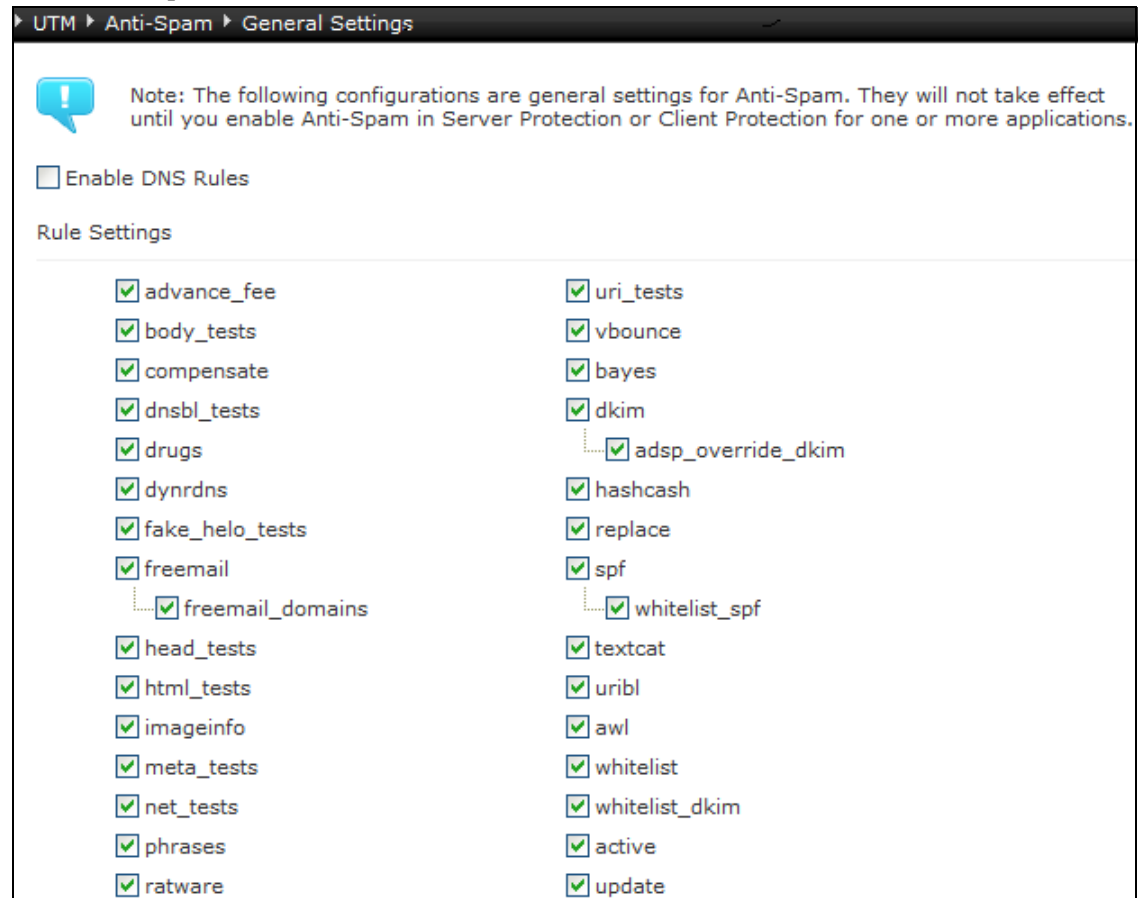 UTM Anti-Spam General Settings
Note: The following configurations are general settings for Anti-Spam. They will not take effect
until you enable Anti-Spam in Server Protection or Client Protection for one or more applications.
Enable DNS Rules
Rule Settings
advance_fee
body_tests
compensate
dnsbl_tests
drugs
dynrdns
fake_helo_tests
freemail
freemail_domains
head_tests
html_tests
imageinfo
meta_tests
net_tests
phrases
ratware
uri_tests
vbounce
bayes
dkim
adsp_override_dkim
hashcash
replace
spf
whitelist_spf
textcat
uribl
awl
whitelist
whitelist_dkim
active
update